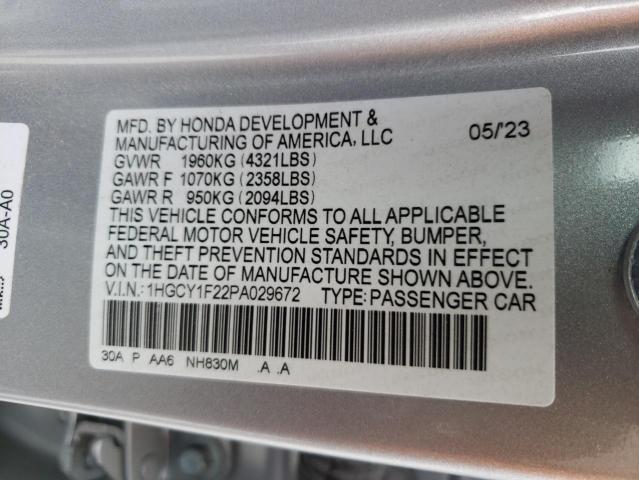 MFD. BY HONDA DEVELOPMENT &
MANUFACTURING OF AMERICA, LLC 05/'23
GVWR 1960KG (4321LBS)
GAWR F 1070KG (2358LBS)
GAWR R 950KG (2094LBS)
THIS VEHICLE CONFORMS TO ALL APPLICABLE
FEDERAL MOTOR VEHICLE SAFETY, BUMPER,
AND THEFT PREVENTION STANDARDS IN EFFECT
ON THE DATE OF MANUFACTURE SHOWN ABOVE.
V.I.N.: 1HGCY1F22PA029672 TYPE: PASSENGER CAR
30A P AA6 NH830M .A .A
30A-A0